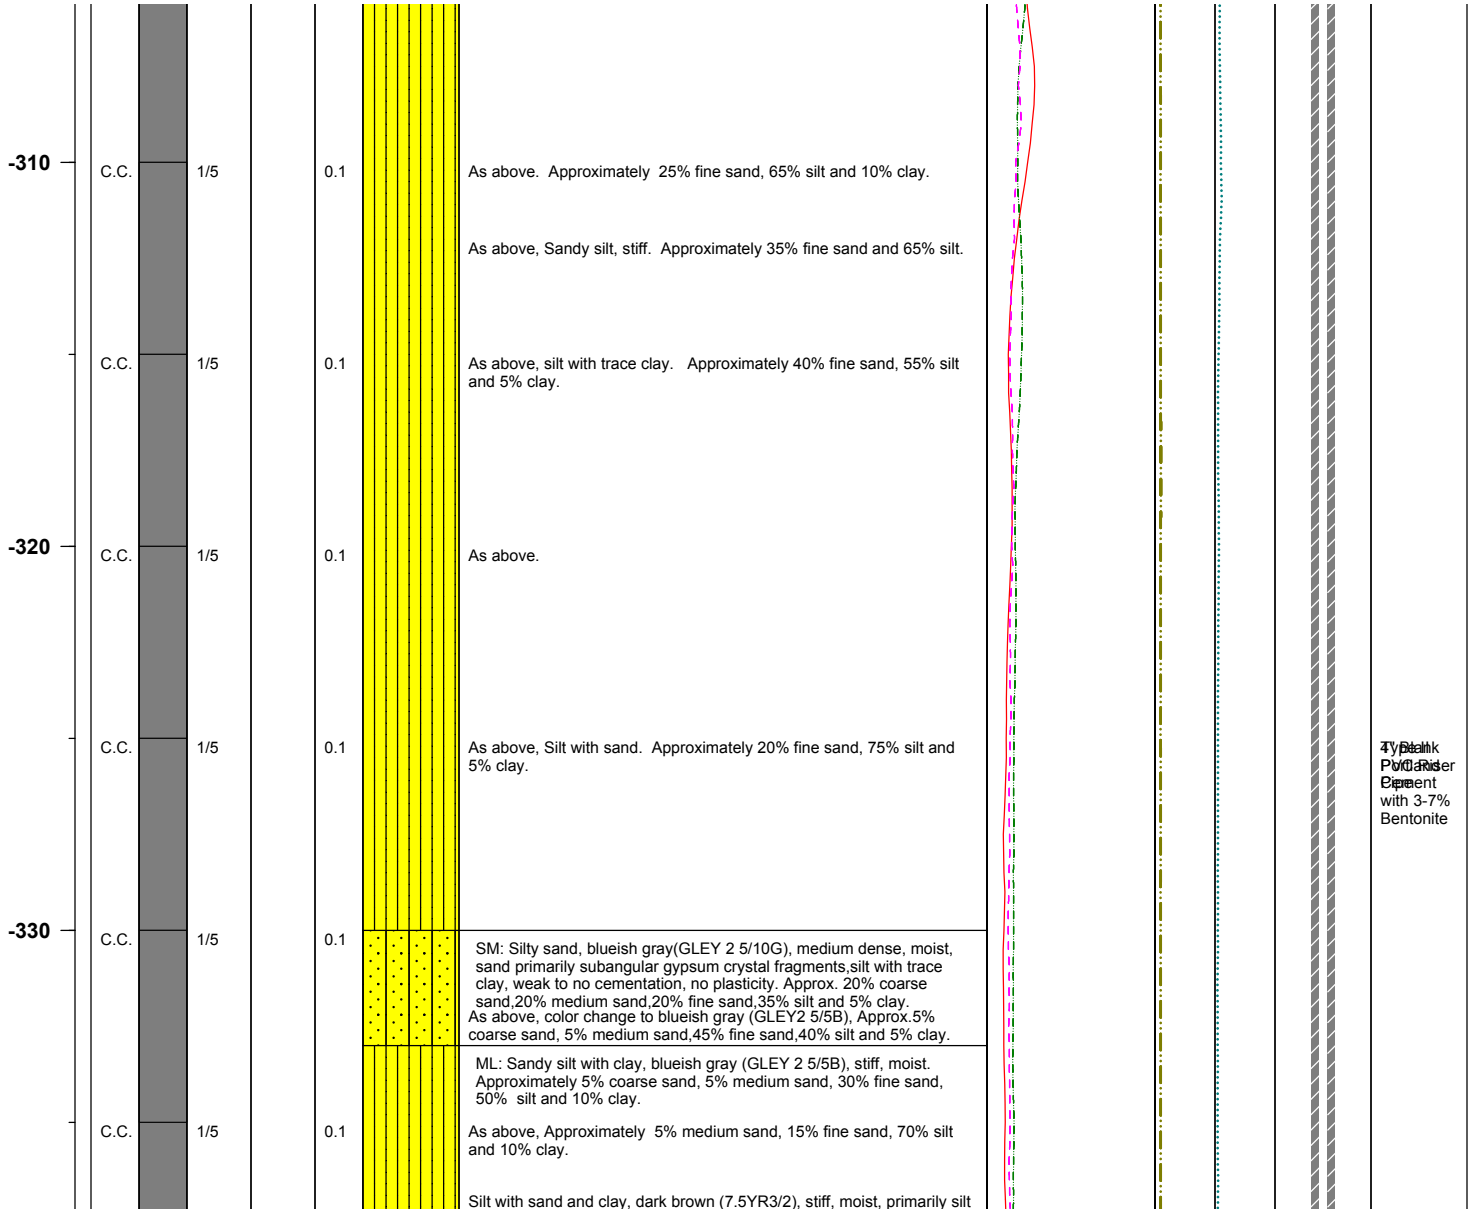 -310
C.C. 1/5 0.1 As above.  Approximately  25% fine sand, 65% silt and 10% clay.
As above, Sandy silt, stiff.  Approximately 35% fine sand and 65% silt.
C.C. 1/5 0.1 As above, silt with trace clay.   Approximately 40% fine sand, 55% silt
and 5% clay.
-320
C.C. 1/5 0.1 As above.
C.C. 1/5 0.1 As above, Silt with sand.  Approximately 20% fine sand, 75% silt and
5% clay.
with 3-7%
Bentonite
-330
C.C. 1/5 0.1 SM: Silty sand, blueish gray(GLEY 2 5/10G), medium dense, moist,
sand primarily subangular gypsum crystal fragments,silt with trace
clay, weak to no cementation, no plasticity. Approx. 20% coarse
sand,20% medium sand,20% fine sand,35% silt and 5% clay.
As above, color change to blueish gray (GLEY2 5/5B), Approx.5%
coarse sand, 5% medium sand,45% fine sand,40% silt and 5% clay.
ML: Sandy silt with clay, blueish gray (GLEY 2 5/5B), stiff, moist.
Approximately 5% coarse sand, 5% medium sand, 30% fine sand,
50%  silt and 10% clay.
C.C. 1/5 0.1 As above, Approximately  5% medium sand, 15% fine sand, 70% silt
and 10% clay.
Silt with sand and clay, dark brown (7.5YR3/2), stiff, moist, primarily silt